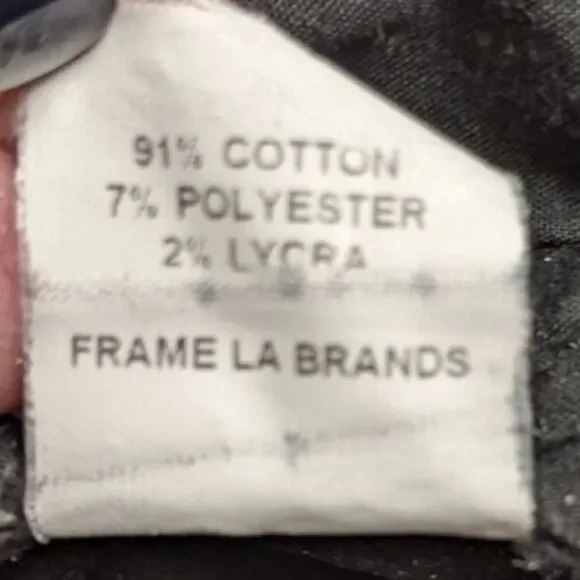 91% COTTON
7% POLYESTER
2% LYCRA
FRAME LA BRANDS